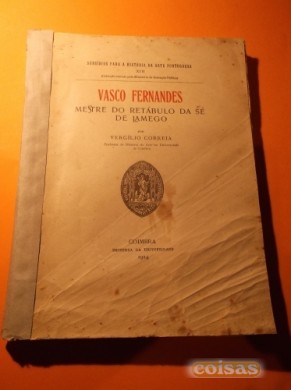 SUBSÍDIOS PARA A HISTÓRIA DA ARTE PORTUGUESA
VASCO FERNANDES
MESTRE DO RETÁBULO DA SÉ
DE LAMEGO
POR
VERGÍLIO CORREIA
COIMBRA
IMPRENSA DA UNIVERSIDADE
1924
coisas